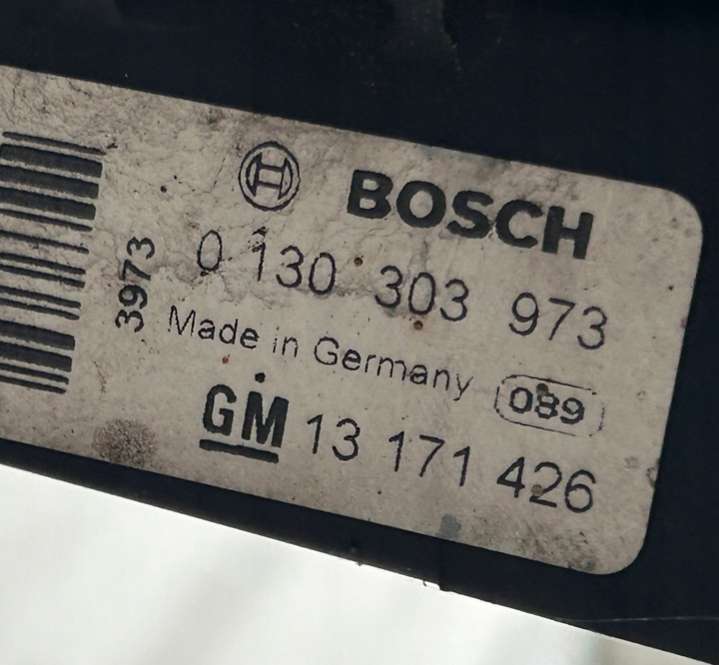 BOSCH
0 130 303 973
3973
Made in Germany 089
GM 13 171 426